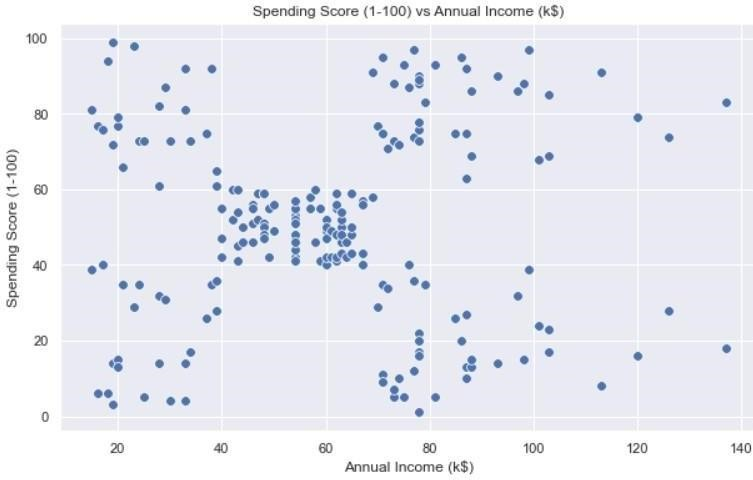 Spending Score (1-100) vs Annual Income (k$)
100
80
60
40
20
0
Spending Score (1-100)
20 40 60 80 100 120 140
Annual Income (k$)